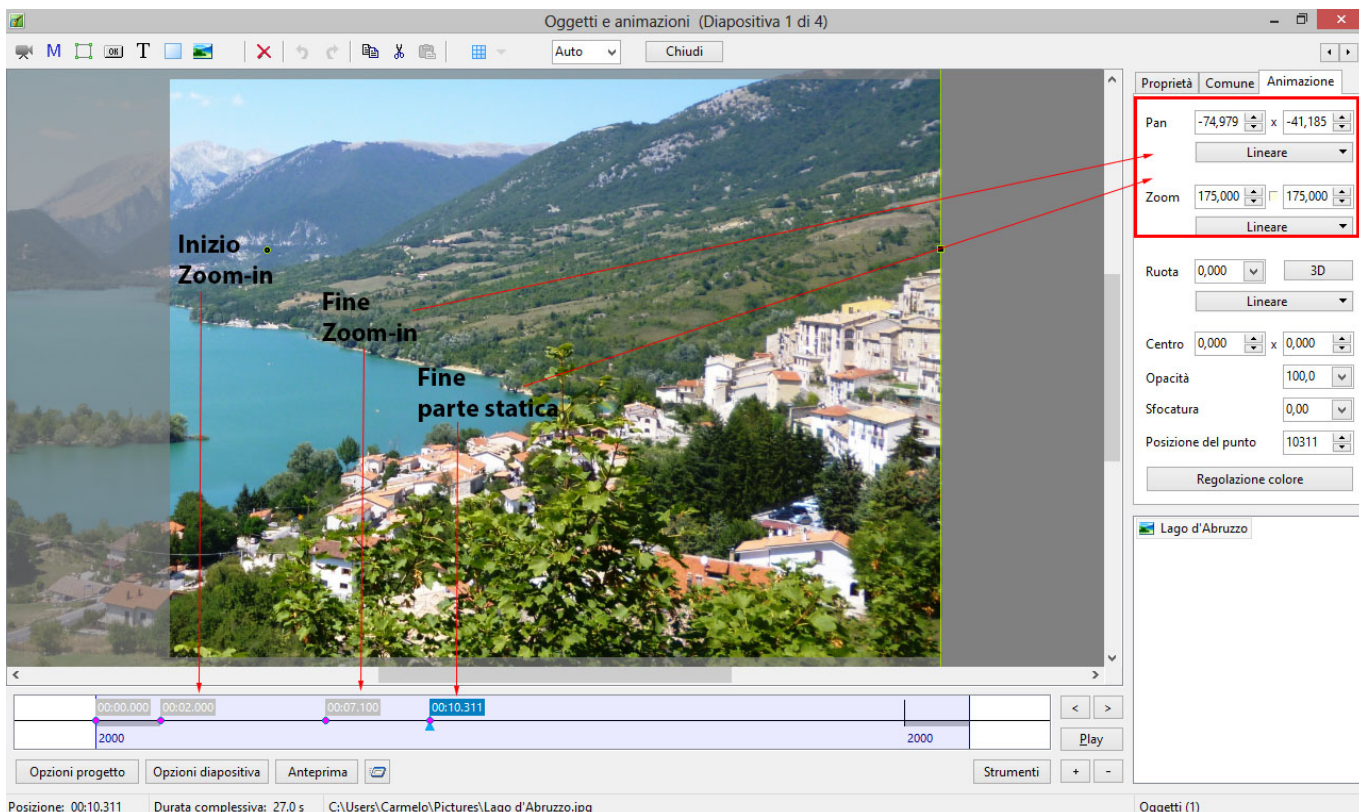 Oggetti e animazioni (Diapositiva 1 di 4)
M OK T Auto Chiudi
Proprietà Comune Animazione
Pan -74,979 x -41,185
Lineare
Zoom 175,000 175,000
Lineare
Ruota 0,000 3D
Lineare
Centro 0,000 x 0,000
Opacità 100,0
Sfocatura 0,00
Posizione del punto 10311
Regolazione colore
Lago d'Abruzzo
Inizio
Zoom-in
Fine
Zoom-in
Fine
parte statica
00:00.000 00:02.000 00:07.100 00:10.311
2000 2000
< >
Play
Opzioni progetto Opzioni diapositiva Anteprima Strumenti + -
Posizione: 00:10.311 Durata complessiva: 27.0 s C:\Users\Carmelo\Pictures\Lago d'Abruzzo.jpg Oggetti (1)